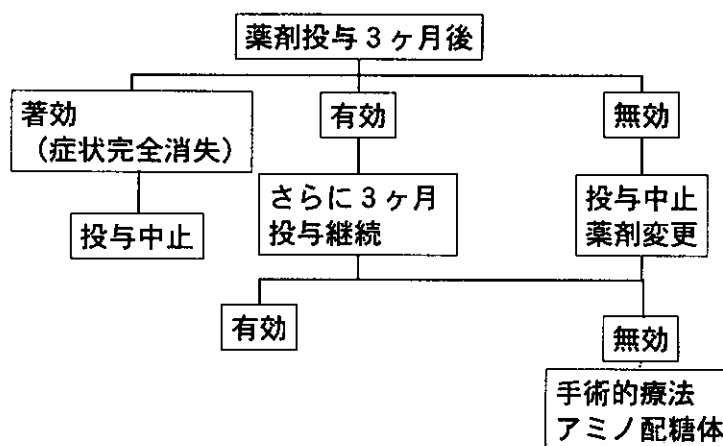 薬剤投与3ヶ月後
著効
(症状完全消失)
有効
無効
投与中止
さらに3ヶ月
投与継続
投与中止
薬剤変更
有効
無効
手術的療法
アミノ配糖体